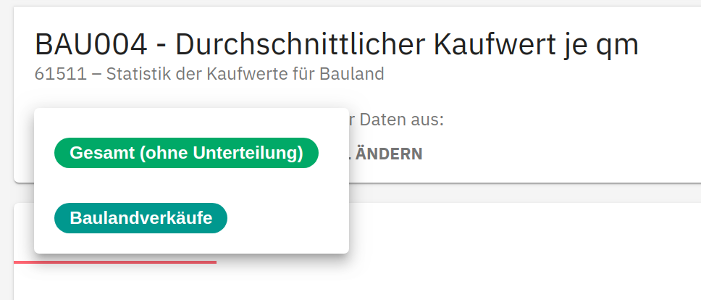 BAU004 - Durchschnittlicher Kaufwert je qm
61511 – Statistik der Kaufwerte für Bauland
Daten aus:
Gesamt (ohne Unterteilung)
ÄNDERN
Baulandverkäufe